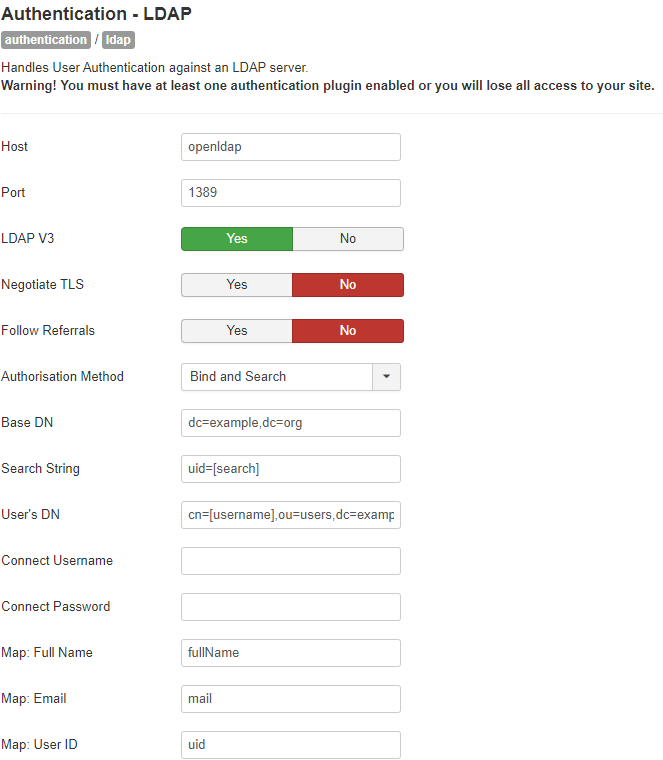 Authentication - LDAP
authentication / ldap
Handles User Authentication against an LDAP server.
Warning! You must have at least one authentication plugin enabled or you will lose all access to your site.
Host openldap
Port 1389
LDAP V3 Yes No
Negotiate TLS Yes No
Follow Referrals Yes No
Authorisation Method Bind and Search
Base DN dc=example,dc=org
Search String uid=[search]
User's DN cn=[username],ou=users,dc=examp
Connect Username
Connect Password
Map: Full Name fullName
Map: Email mail
Map: User ID uid